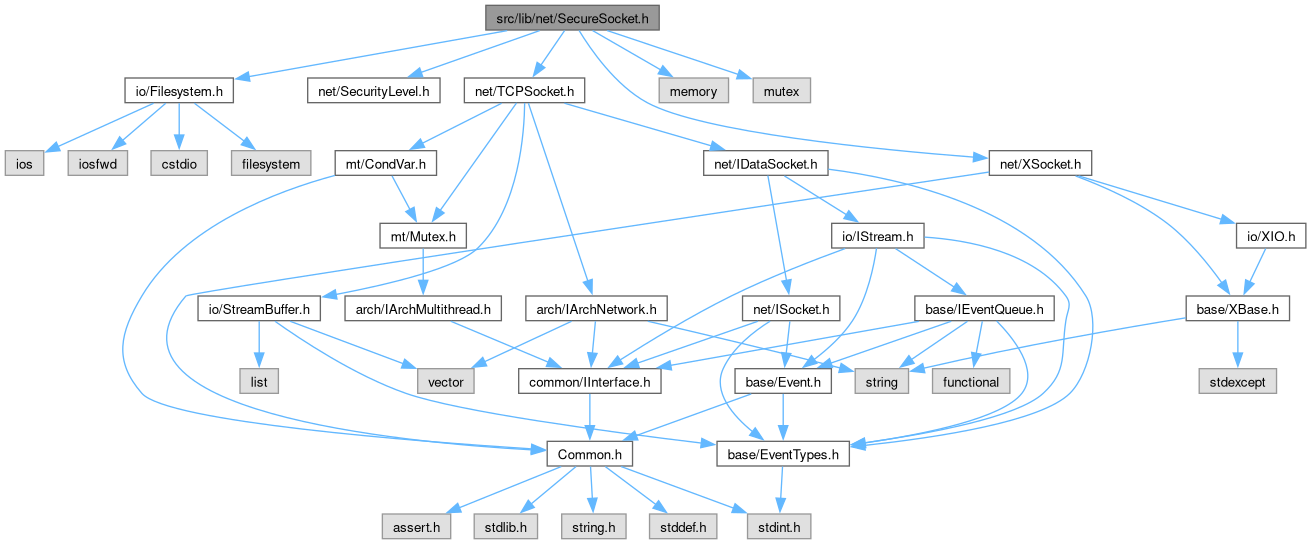 src/lib/net/SecureSocket.h
io/Filesystem.h
net/SecurityLevel.h
net/TCPSocket.h
memory
mutex
ios
iosfwd
cstdio
filesystem
mt/CondVar.h
net/IDataSocket.h
net/XSocket.h
mt/Mutex.h
io/IStream.h
io/XIO.h
io/StreamBuffer.h
arch/IArchMultithread.h
arch/IArchNetwork.h
net/ISocket.h
base/IEventQueue.h
base/XBase.h
list
vector
common/IInterface.h
base/Event.h
string
functional
stdexcept
Common.h
base/EventTypes.h
assert.h
stdlib.h
string.h
stddef.h
stdint.h